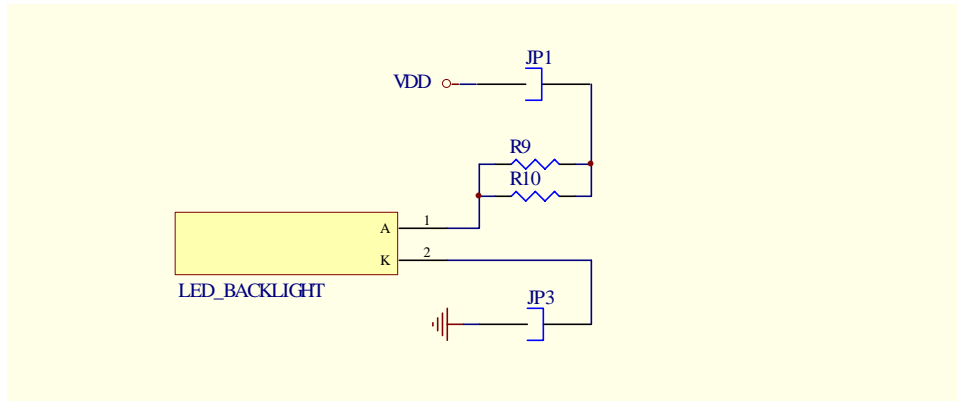 JP1
VDD
R9
R10
A 1
K 2
LED_BACKLIGHT
JP3